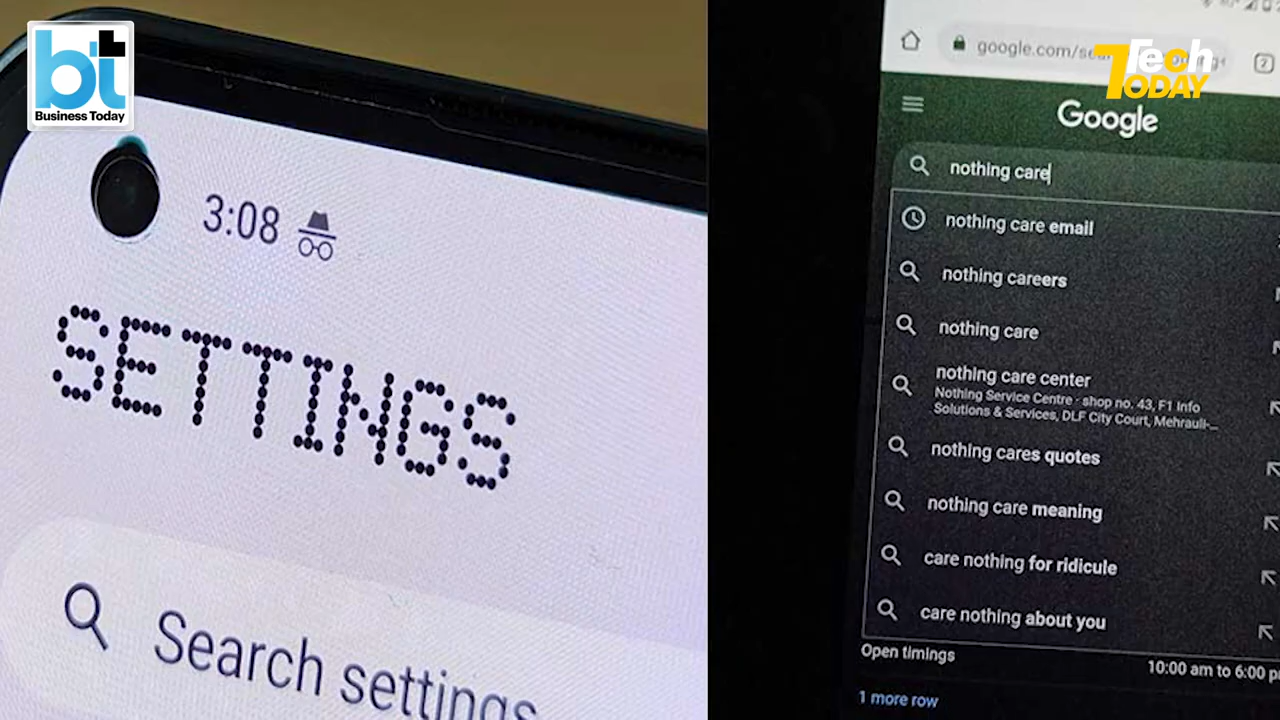 bt
Business Today
3:08
SETTINGS
Search settings
google.com/sea
2
Tech
TODAY
Google
nothing care
nothing care email
nothing careers
nothing care
nothing care center
Nothing Service Centre · shop no. 43, F1 Info
Solutions & Services, DLF City Court, Mehrauli-...
nothing cares quotes
nothing care meaning
care nothing for ridicule
care nothing about you
Open timings
10:00 am to 6:00
1 more row